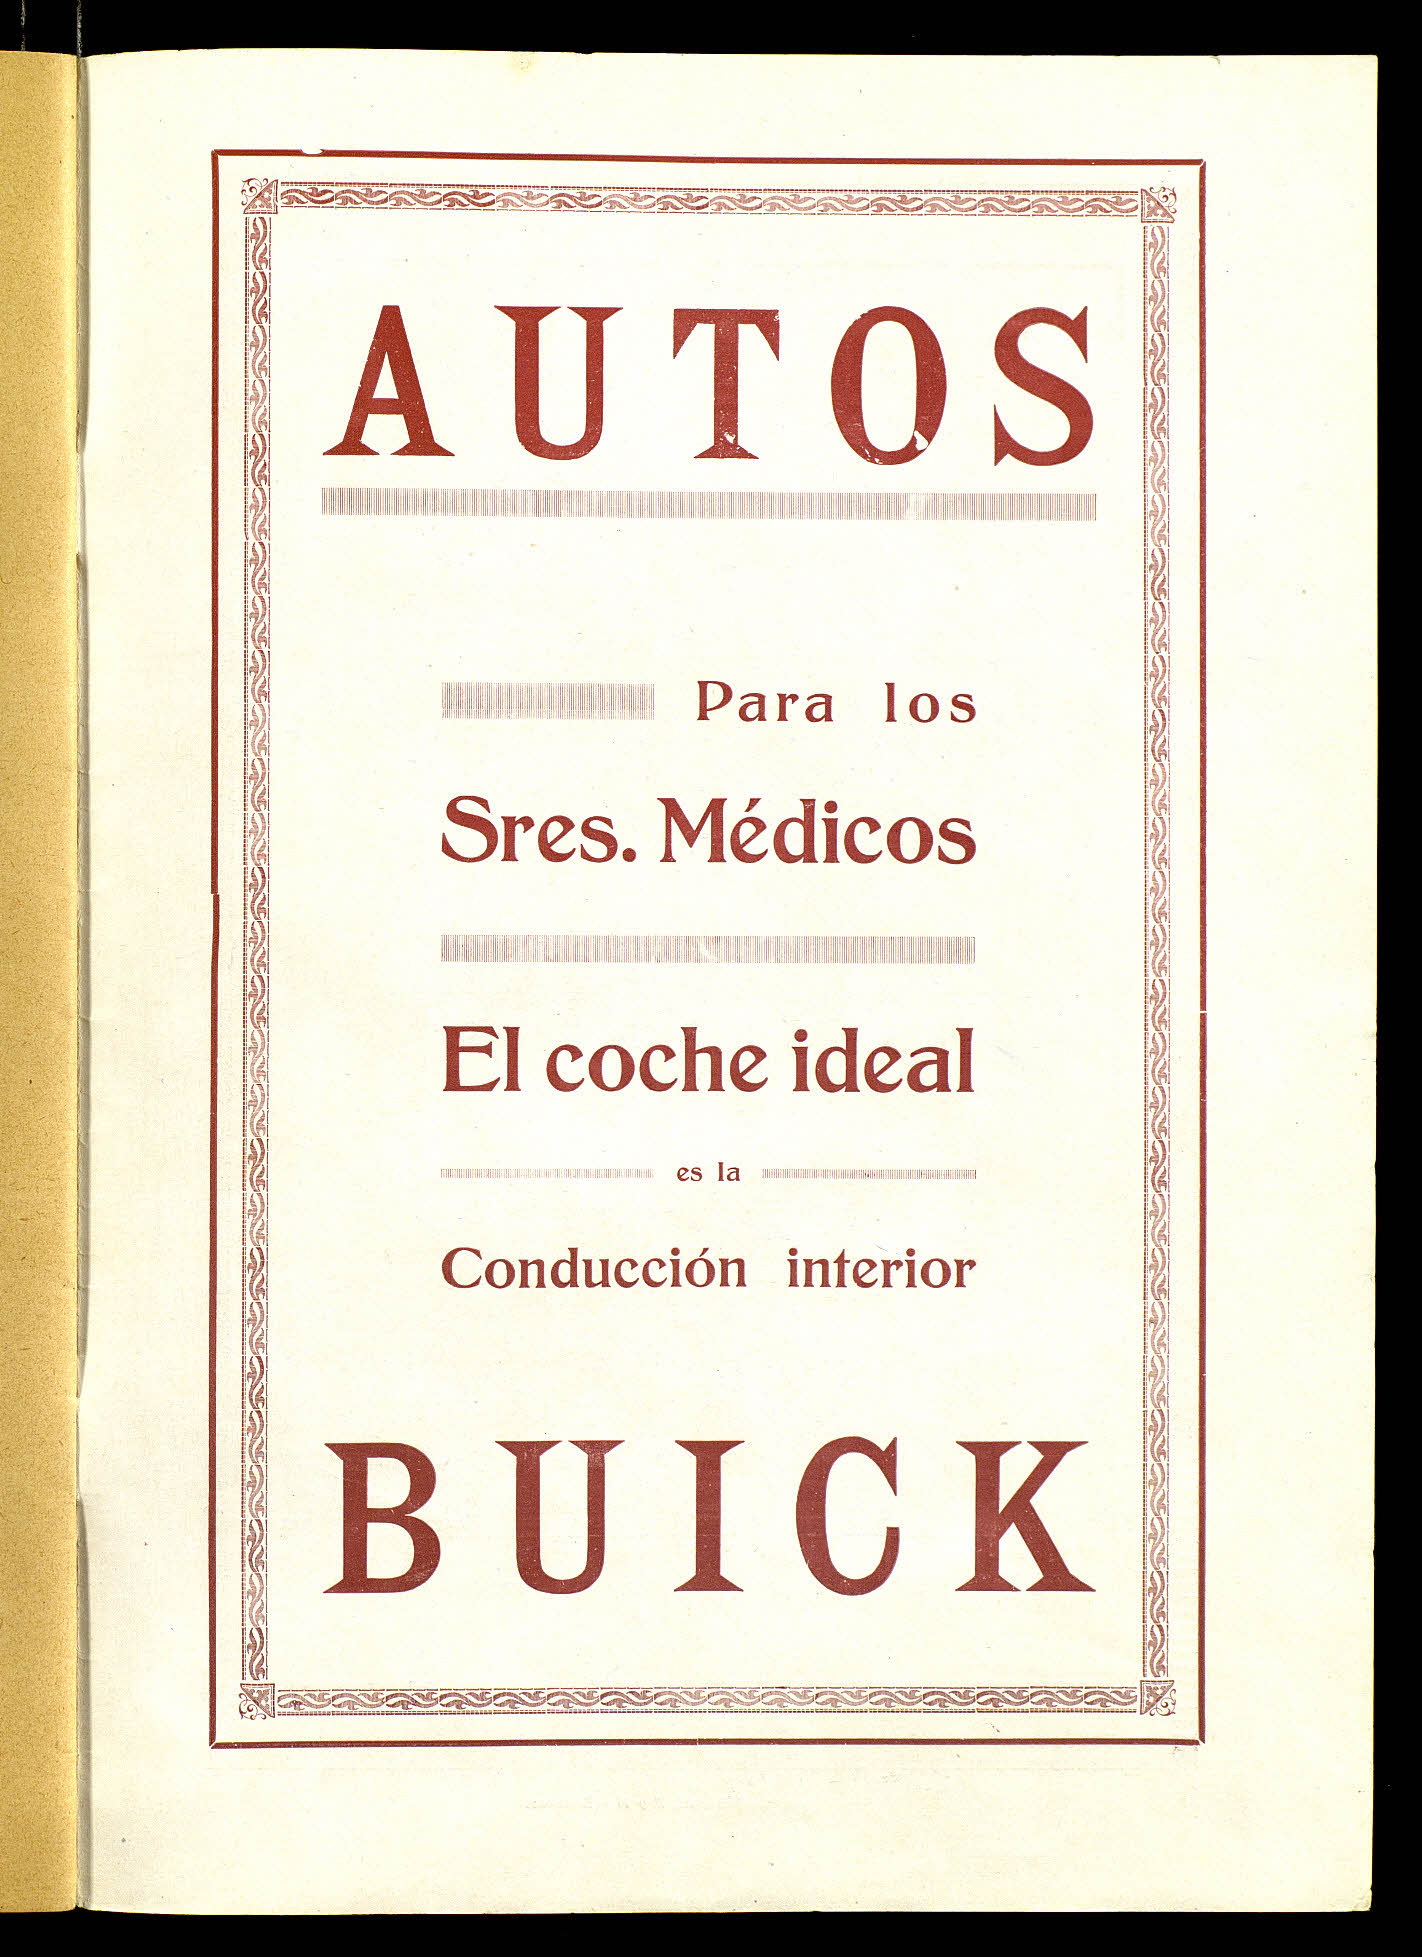 AUTOS
Para los
Sres. Médicos
El coche ideal
es la
Conducción interior
BUICK